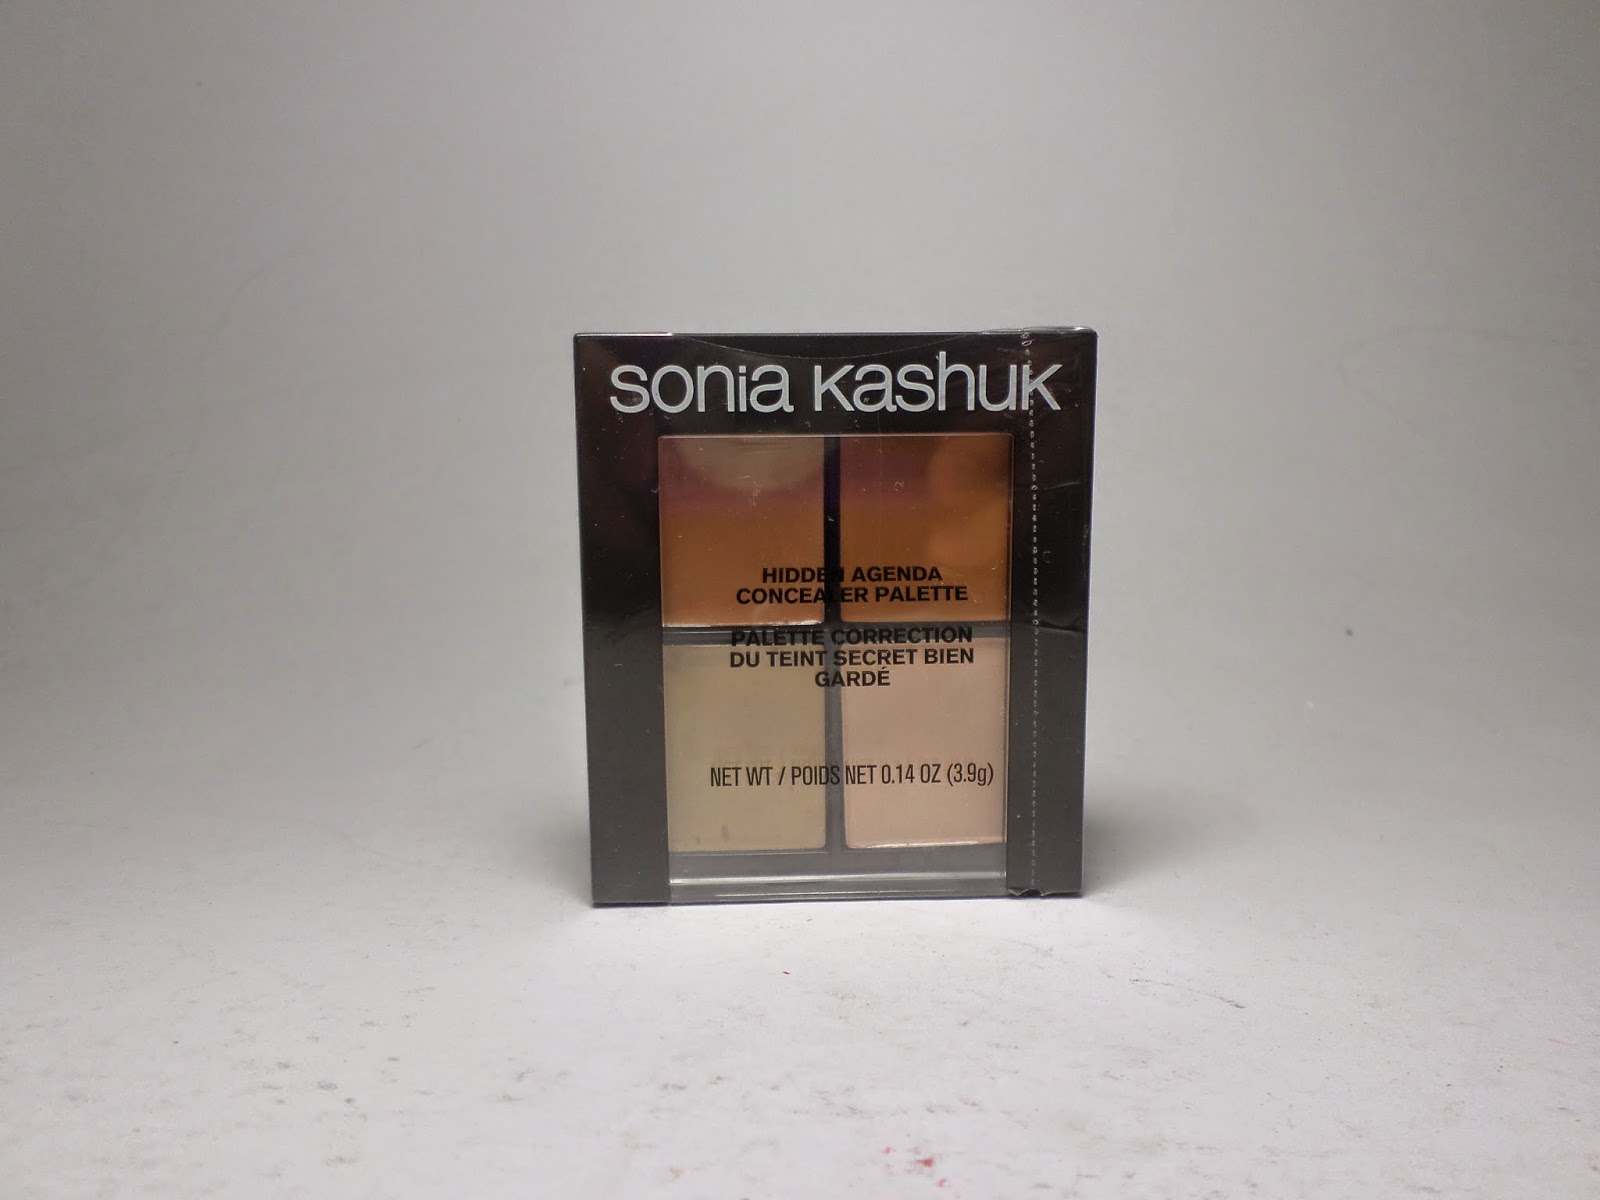 sonia kashuk
HIDDEN AGENDA
CONCEALER PALETTE
PALETTE CORRECTION
DU TEINT SECRET BIEN
GARDÉ
NET WT / POIDS NET 0.14 OZ (3.9g)